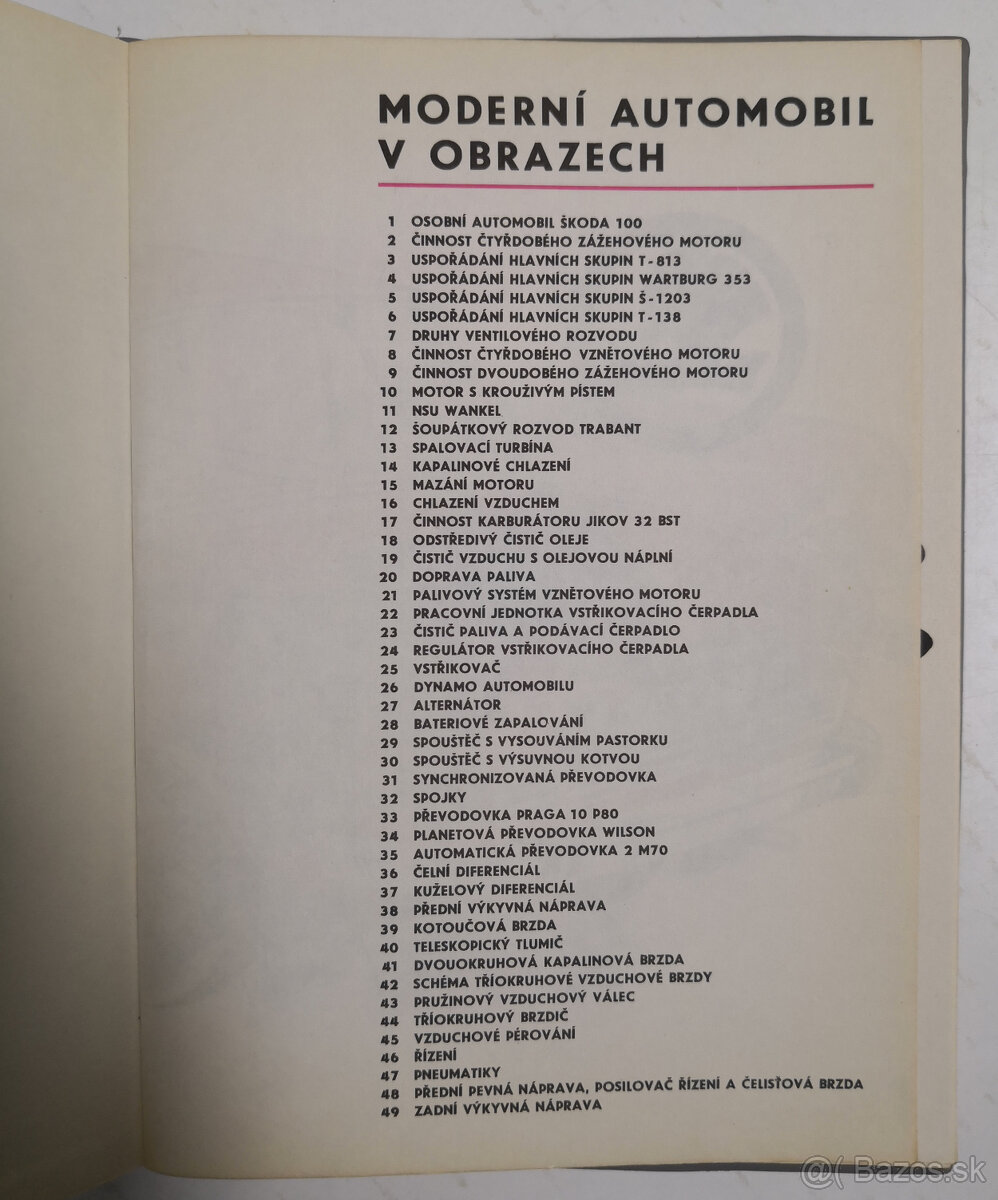 MODERNÍ AUTOMOBIL
V OBRAZECH
1 OSOBNÍ AUTOMOBIL ŠKODA 100
2 ČINNOST ČTYŘDOBÉHO ZÁŽEHOVÉHO MOTORU
3 USPOŘÁDÁNÍ HLAVNÍCH SKUPIN T-813
4 USPOŘÁDÁNÍ HLAVNÍCH SKUPIN WARTBURG 353
5 USPOŘÁDÁNÍ HLAVNÍCH SKUPIN Š-1203
6 USPOŘÁDÁNÍ HLAVNÍCH SKUPIN T-138
7 DRUHY VENTILOVÉHO ROZVODU
8 ČINNOST ČTYŘDOBÉHO VZNĚTOVÉHO MOTORU
9 ČINNOST DVOUDOBÉHO ZÁŽEHOVÉHO MOTORU
10 MOTOR S KROUŽIVÝM PÍSTEM
11 NSU WANKEL
12 ŠOUPÁTKOVÝ ROZVOD TRABANT
13 SPALOVACÍ TURBÍNA
14 KAPALINOVÉ CHLAZENÍ
15 MAZÁNÍ MOTORU
16 CHLAZENÍ VZDUCHEM
17 ČINNOST KARBURÁTORU JIKOV 32 BST
18 ODSTŘEDIVÝ ČISTIČ OLEJE
19 ČISTIČ VZDUCHU S OLEJOVOU NÁPLNÍ
20 DOPRAVA PALIVA
21 PALIVOVÝ SYSTÉM VZNĚTOVÉHO MOTORU
22 PRACOVNÍ JEDNOTKA VSTŘIKOVACÍHO ČERPADLA
23 ČISTIČ PALIVA A PODÁVACÍ ČERPADLO
24 REGULÁTOR VSTŘIKOVACÍHO ČERPADLA
25 VSTŘIKOVAČ
26 DYNAMO AUTOMOBILU
27 ALTERNÁTOR
28 BATERIOVÉ ZAPALOVÁNÍ
29 SPOUŠTĚČ S VYSOUVÁNÍM PASTORKU
30 SPOUŠTĚČ S VÝSUVNOU KOTVOU
31 SYNCHRONIZOVANÁ PŘEVODOVKA
32 SPOJKY
33 PŘEVODOVKA PRAGA 10 P80
34 PLANETOVÁ PŘEVODOVKA WILSON
35 AUTOMATICKÁ PŘEVODOVKA 2 M70
36 ČELNÍ DIFERENCIÁL
37 KUŽELOVÝ DIFERENCIÁL
38 PŘEDNÍ VÝKYVNÁ NÁPRAVA
39 KOTOUČOVÁ BRZDA
40 TELESKOPICKÝ TLUMIČ
41 DVOUOKRUHOVÁ KAPALINOVÁ BRZDA
42 SCHÉMA TŘÍOKRUHOVÉ VZDUCHOVÉ BRZDY
43 PRUŽINOVÝ VZDUCHOVÝ VÁLEC
44 TŘÍOKRUHOVÝ BRZDIČ
45 VZDUCHOVÉ PÉROVÁNÍ
46 ŘÍZENÍ
47 PNEUMATIKY
48 PŘEDNÍ PEVNÁ NÁPRAVA, POSILOVAČ ŘÍZENÍ A ČELISŤOVÁ BRZDA
49 ZADNÍ VÝKYVNÁ NÁPRAVA
@( Bazos.sk